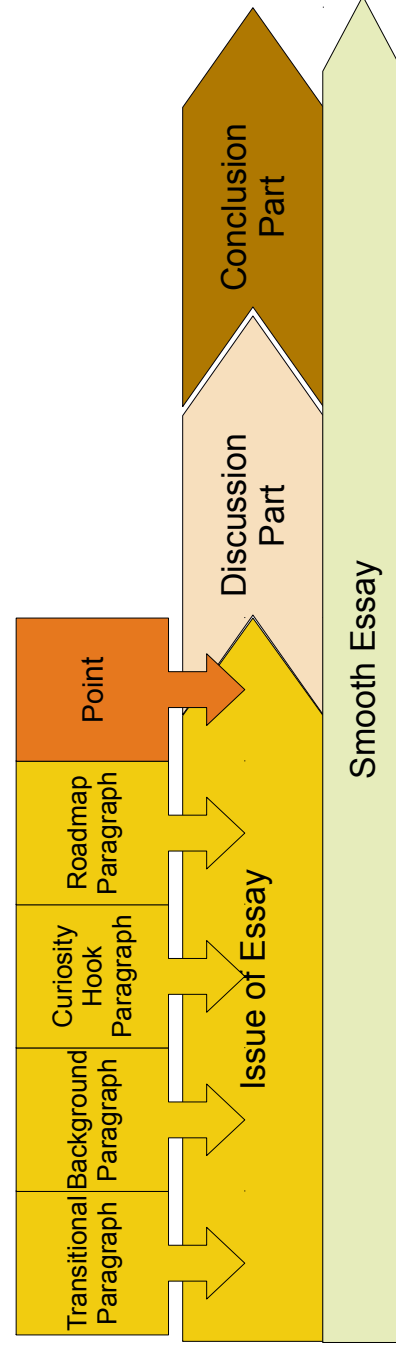 Transitional
Paragraph
Background
Paragraph
Curiosity
Hook
Paragraph
Roadmap
Paragraph
Point
Issue of Essay
Discussion
Part
Conclusion
Part
Smooth Essay